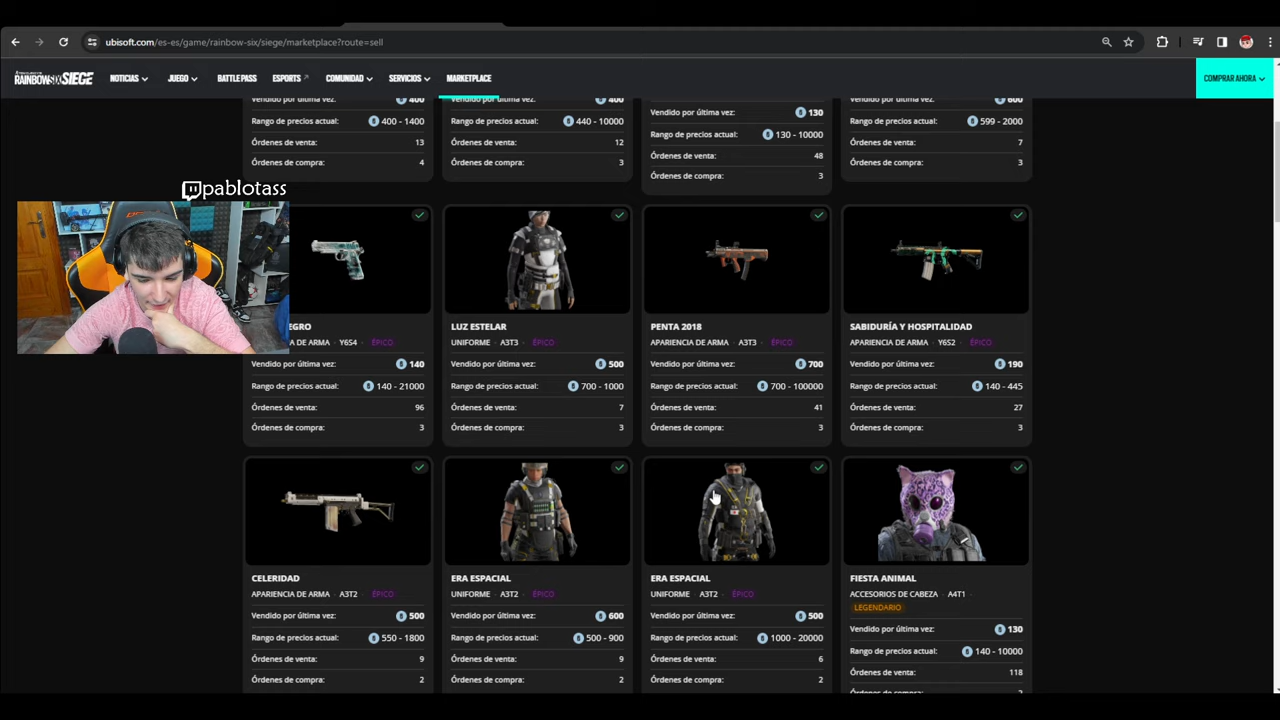 ubisoft.com/es-es/game/rainbow-six/siege/marketplace?route=sell
RAINBOWSIX SIEGE
NOTICIAS
JUEGO
BATTLE PASS
ESPORTS
COMUNIDAD
SERVICIOS
MARKETPLACE
COMPRAR AHORA
Vendido por última vez: 400
Rango de precios actual: 400 - 1400
Órdenes de venta: 13
Órdenes de compra: 4
Vendido por última vez: 400
Rango de precios actual: 440 - 10000
Órdenes de venta: 12
Órdenes de compra: 3
Vendido por última vez: 130
Rango de precios actual: 130 - 10000
Órdenes de venta: 48
Órdenes de compra: 3
Vendido por última vez: 600
Rango de precios actual: 599 - 2000
Órdenes de venta: 7
Órdenes de compra: 3
pablotass
EGRO
A DE ARMA · Y6S4 · ÉPICO
Vendido por última vez: 140
Rango de precios actual: 140 - 21000
Órdenes de venta: 96
Órdenes de compra: 3
LUZ ESTELAR
UNIFORME · A3T3 · ÉPICO
Vendido por última vez: 500
Rango de precios actual: 700 - 1000
Órdenes de venta: 7
Órdenes de compra: 3
PENTA 2018
APARIENCIA DE ARMA · A3T3 · ÉPICO
Vendido por última vez: 700
Rango de precios actual: 700 - 100000
Órdenes de venta: 41
Órdenes de compra: 3
SABIDURÍA Y HOSPITALIDAD
APARIENCIA DE ARMA · Y6S2 · ÉPICO
Vendido por última vez: 190
Rango de precios actual: 140 - 445
Órdenes de venta: 27
Órdenes de compra: 3
CELERIDAD
APARIENCIA DE ARMA · A3T2 · ÉPICO
Vendido por última vez: 500
Rango de precios actual: 550 - 1800
Órdenes de venta: 9
Órdenes de compra: 2
ERA ESPACIAL
UNIFORME · A3T2 · ÉPICO
Vendido por última vez: 600
Rango de precios actual: 500 - 900
Órdenes de venta: 9
Órdenes de compra: 2
ERA ESPACIAL
UNIFORME · A3T2 · ÉPICO
Vendido por última vez: 500
Rango de precios actual: 1000 - 20000
Órdenes de venta: 6
Órdenes de compra: 2
FIESTA ANIMAL
ACCESORIOS DE CABEZA · A4T1 ·
LEGENDARIO
Vendido por última vez: 130
Rango de precios actual: 140 - 10000
Órdenes de venta: 118